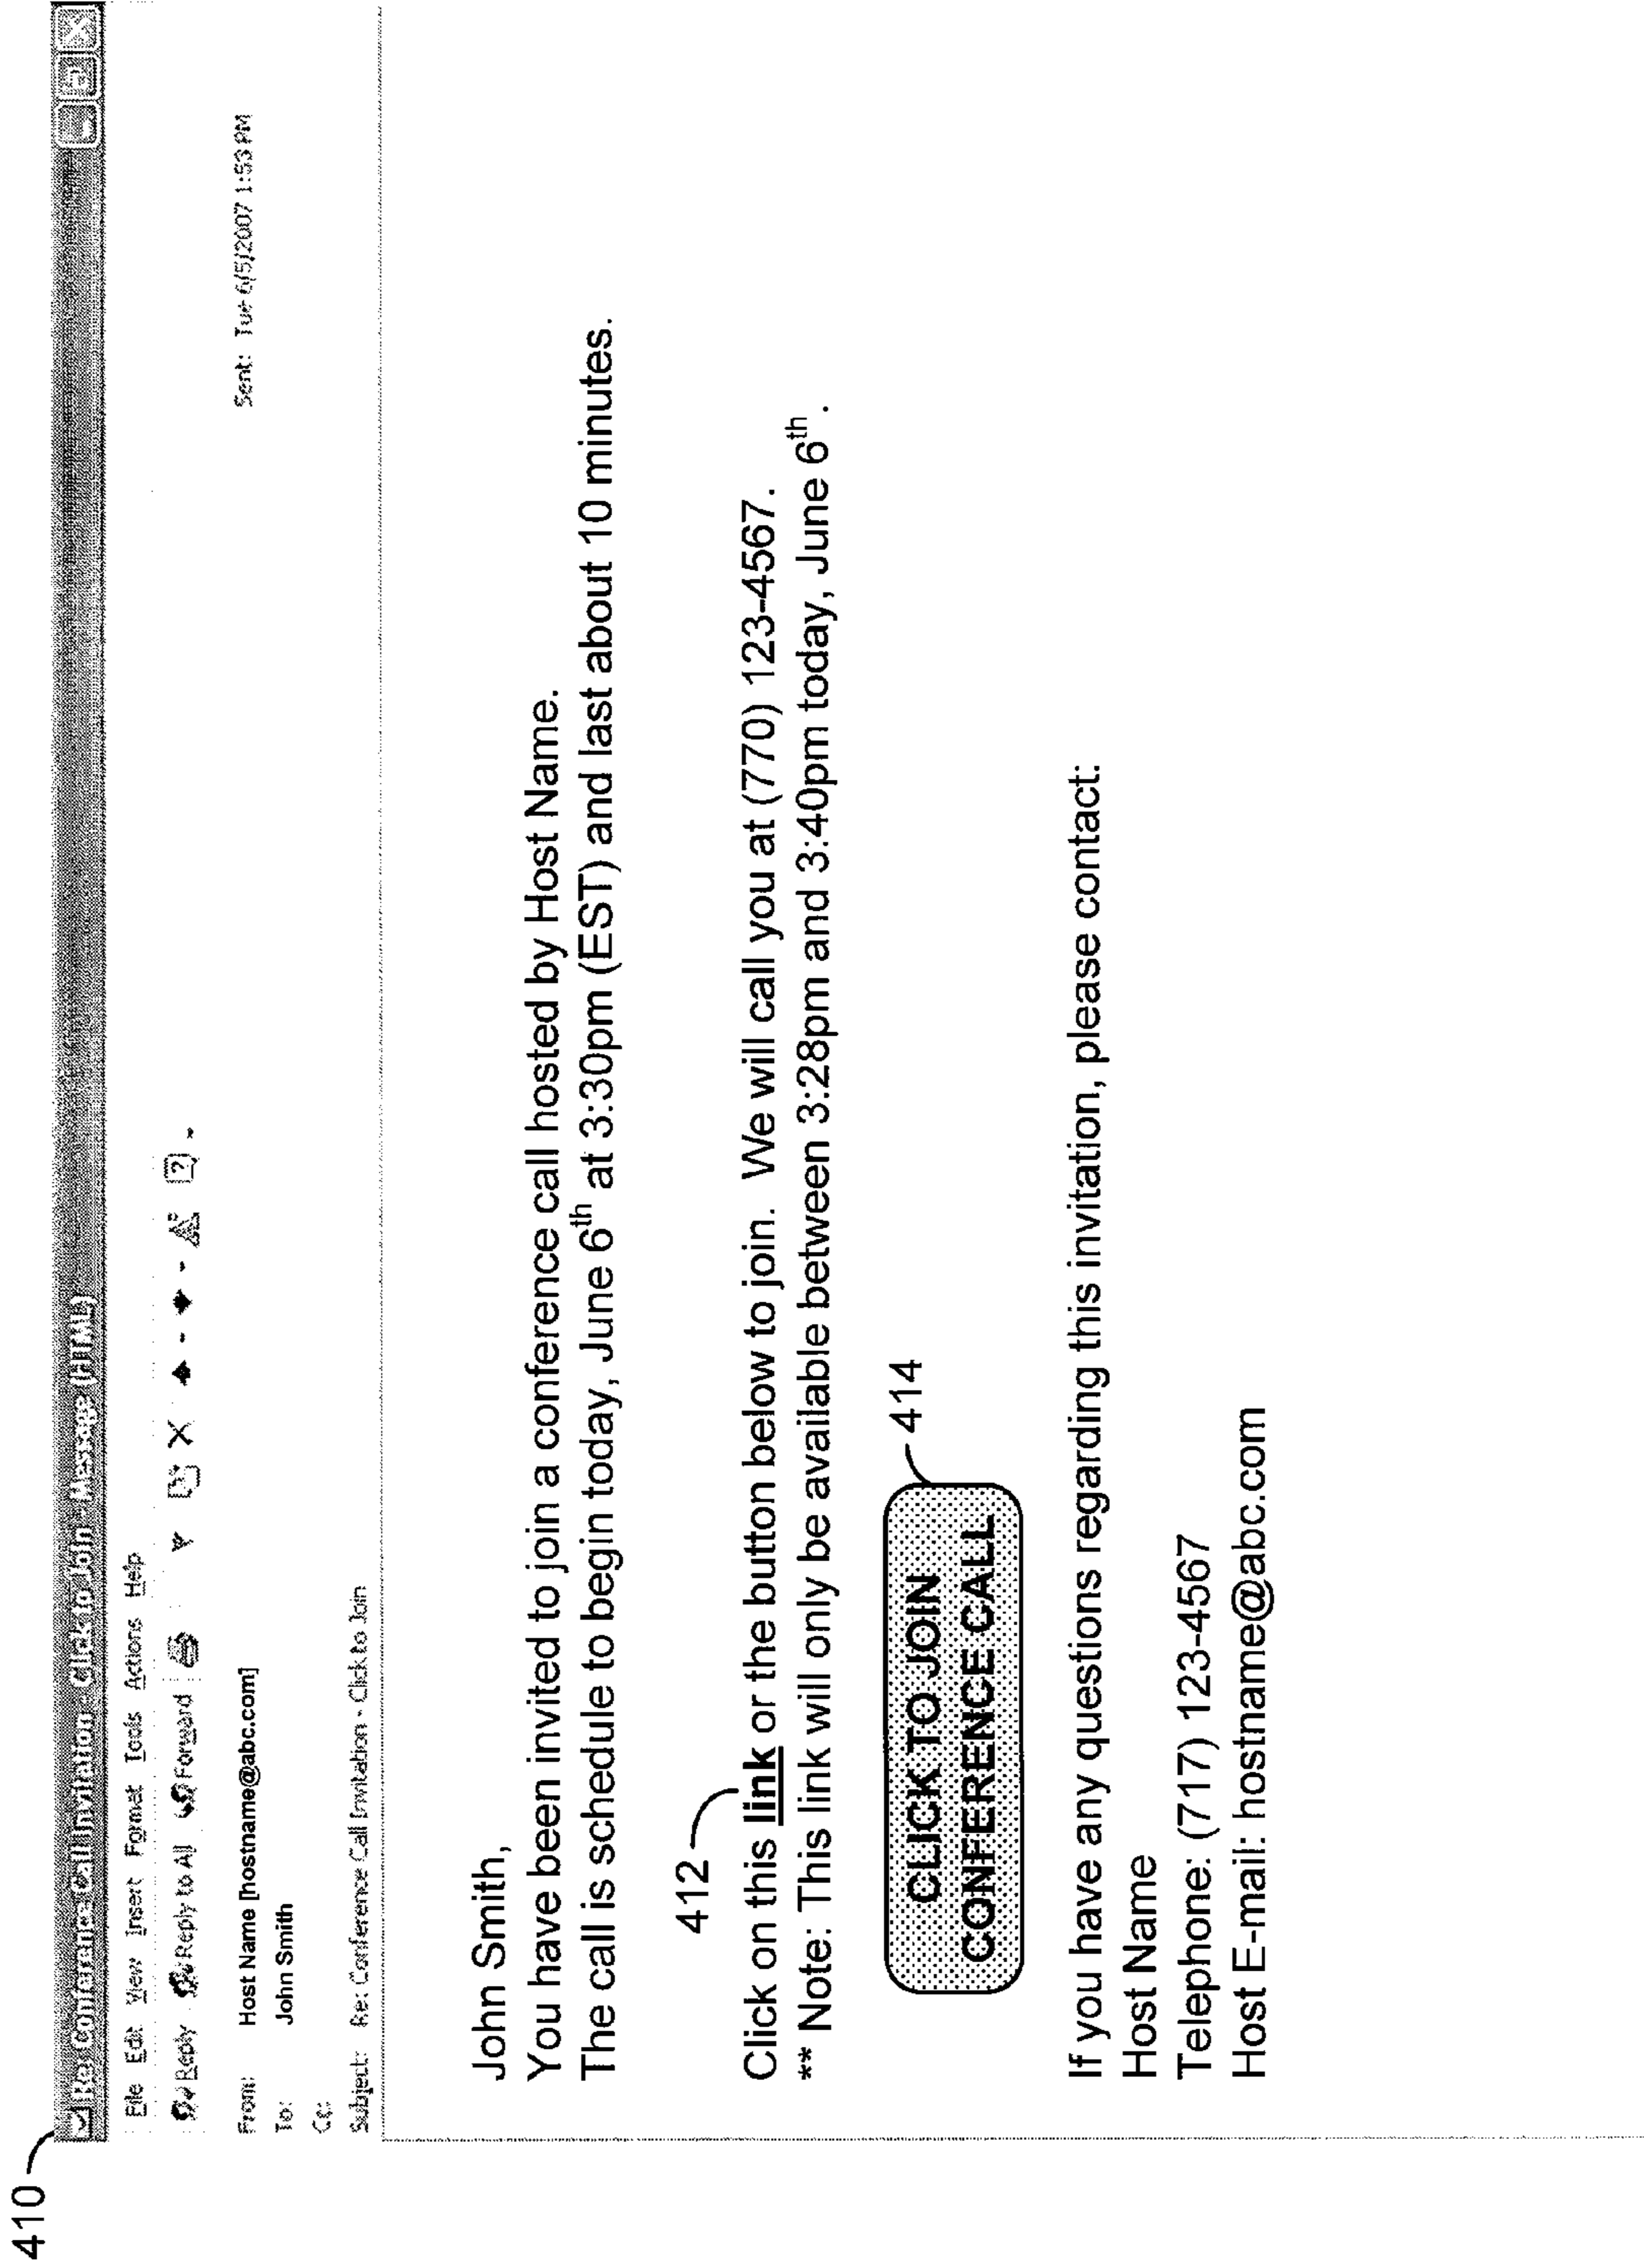 410
Re: Conference Call Invitation - Click to Join - Message (HTML)
File Edit View Insert Format Tools Actions Help
Reply Reply to All Forward
From: Host Name [hostname@abc.com]
Sent: Tue 6/5/2007 1:53 PM
To: John Smith
Cc:
Subject: Re: Conference Call Invitation - Click to Join
John Smith,
You have been invited to join a conference call hosted by Host Name.
The call is schedule to begin today, June 6th at 3:30pm (EST) and last about 10 minutes.
412
Click on this link or the button below to join. We will call you at (770) 123-4567.
** Note: This link will only be available between 3:28pm and 3:40pm today, June 6th.
414
CLICK TO JOIN
CONFERENCE CALL
If you have any questions regarding this invitation, please contact:
Host Name
Telephone: (717) 123-4567
Host E-mail: hostname@abc.com